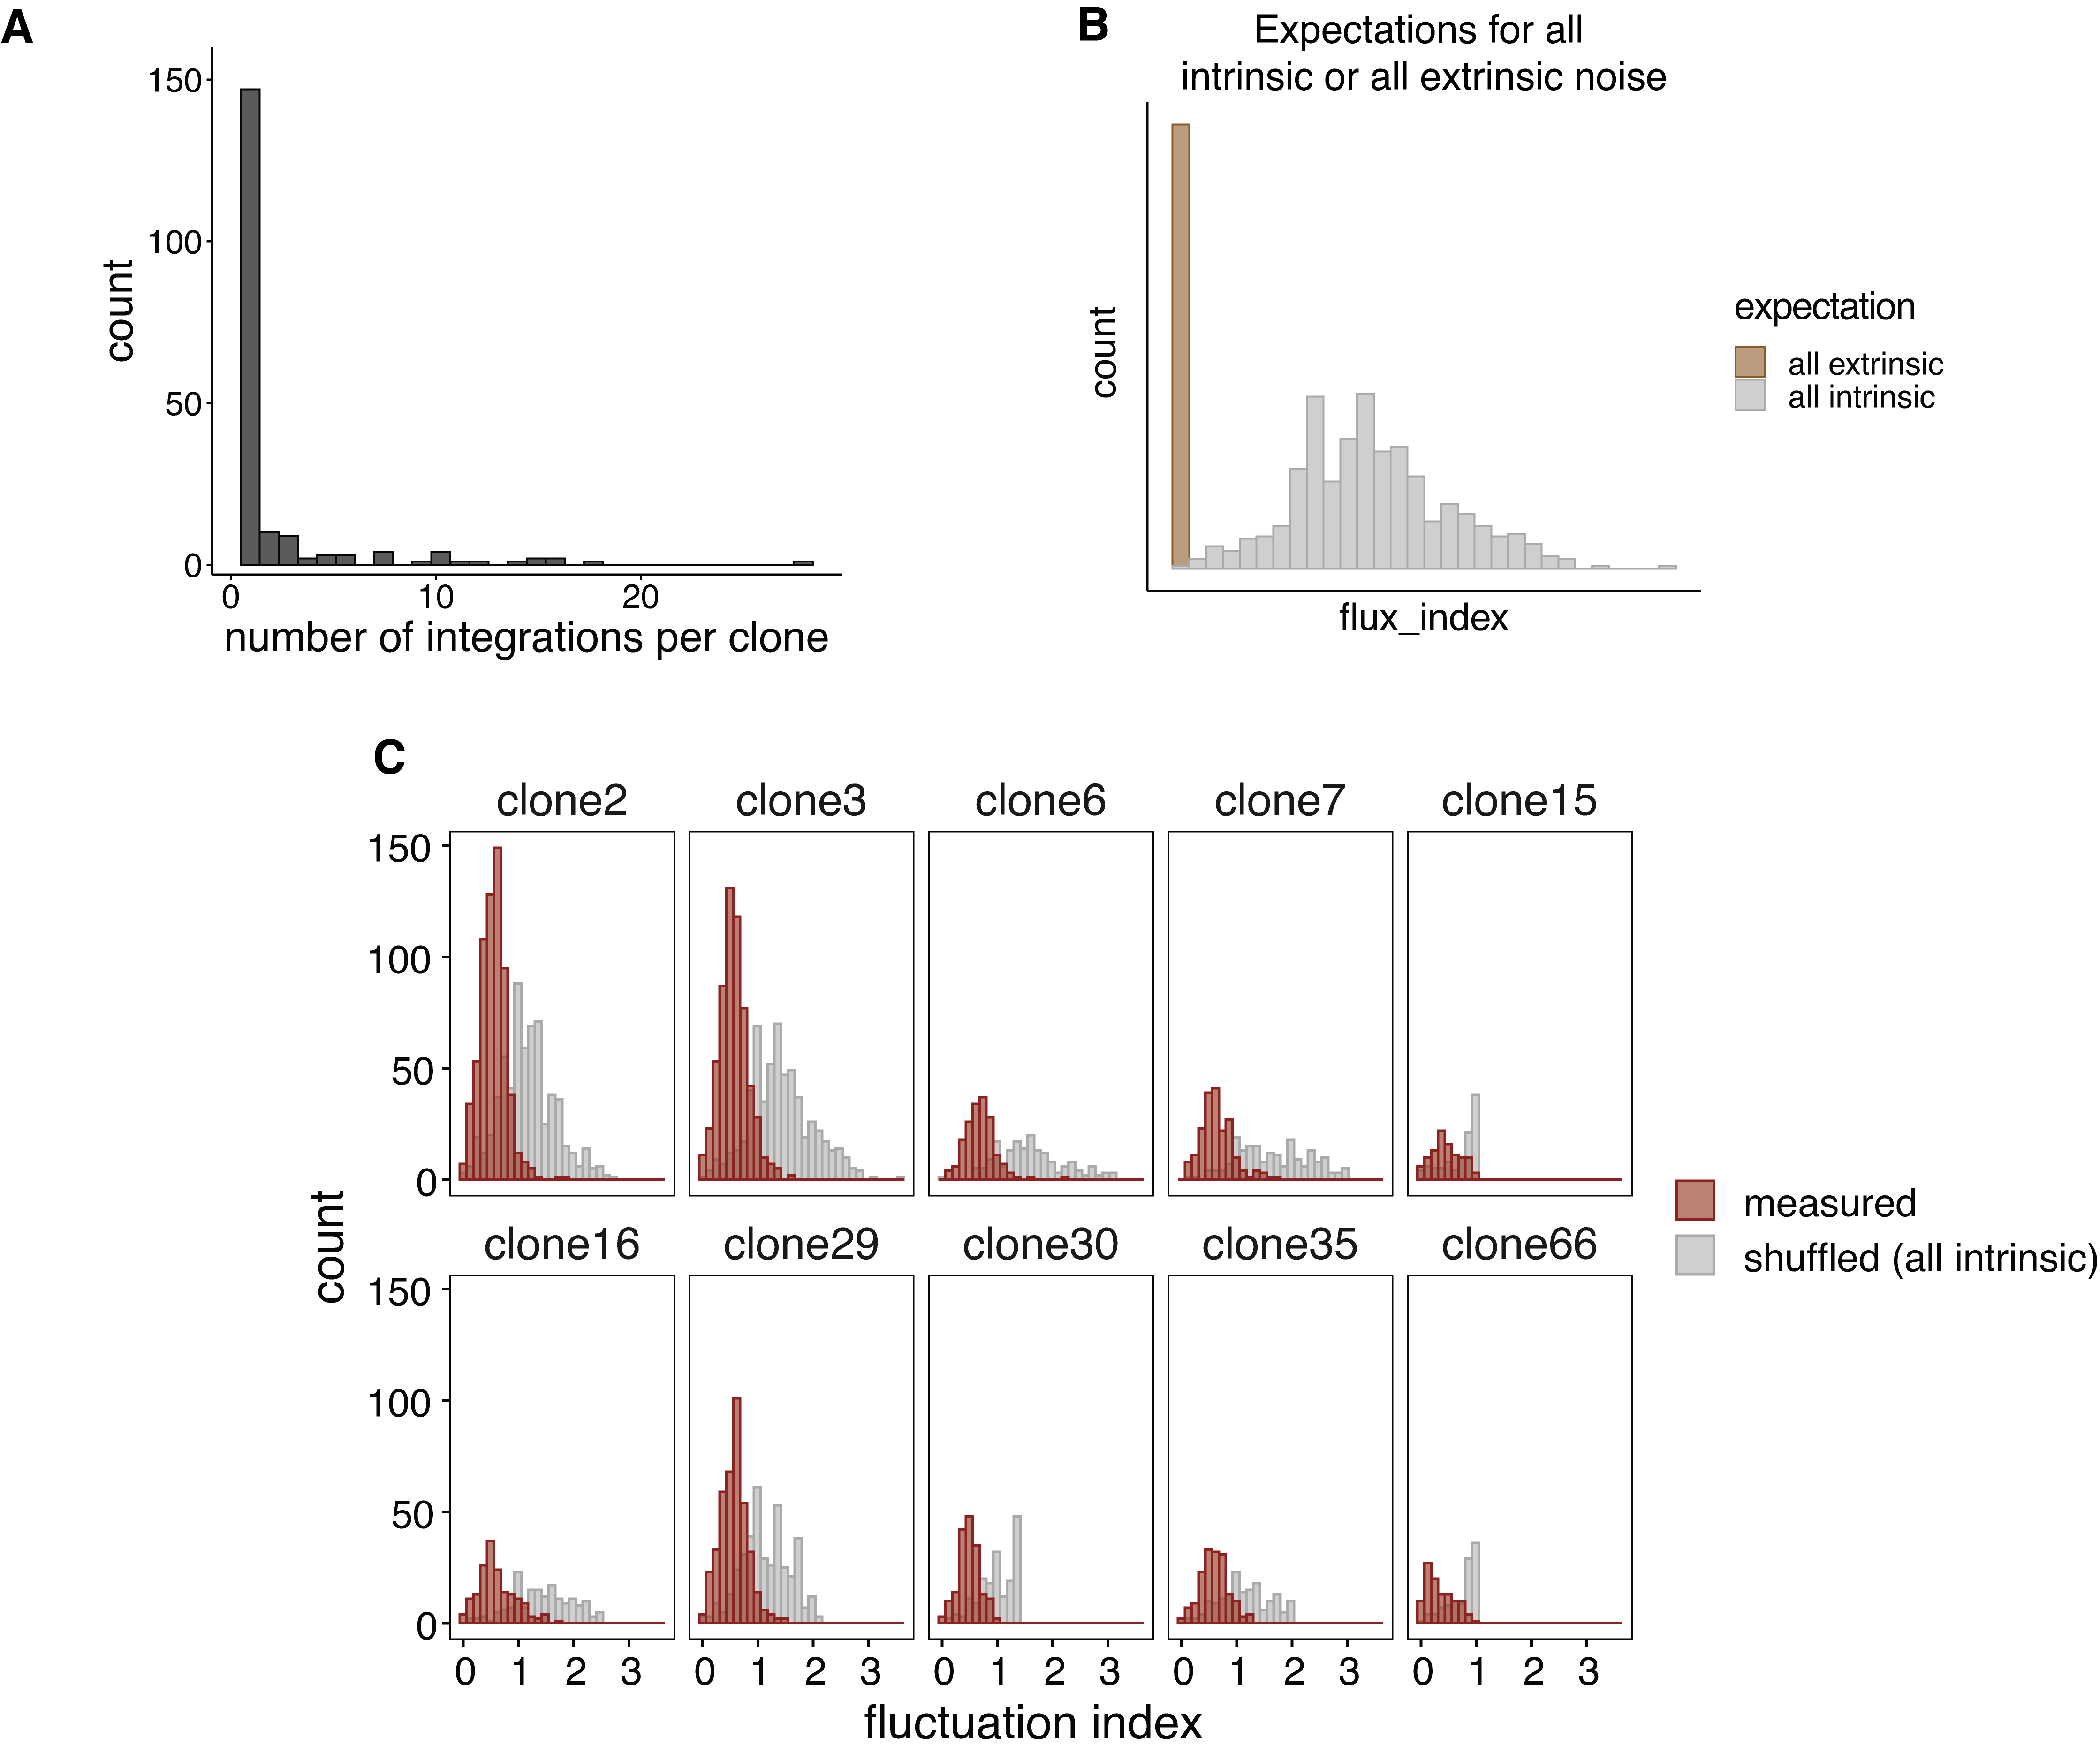 A
150
100
50
0
count
0 10 20
number of integrations per clone
B
Expectations for all
intrinsic or all extrinsic noise
count
flux_index
expectation
all extrinsic
all intrinsic
C
clone2 clone3 clone6 clone7 clone15
150
100
50
0
clone16 clone29 clone30 clone35 clone66
150
100
50
0
count
0 1 2 3 0 1 2 3 0 1 2 3 0 1 2 3 0 1 2 3
fluctuation index
measured
shuffled (all intrinsic)